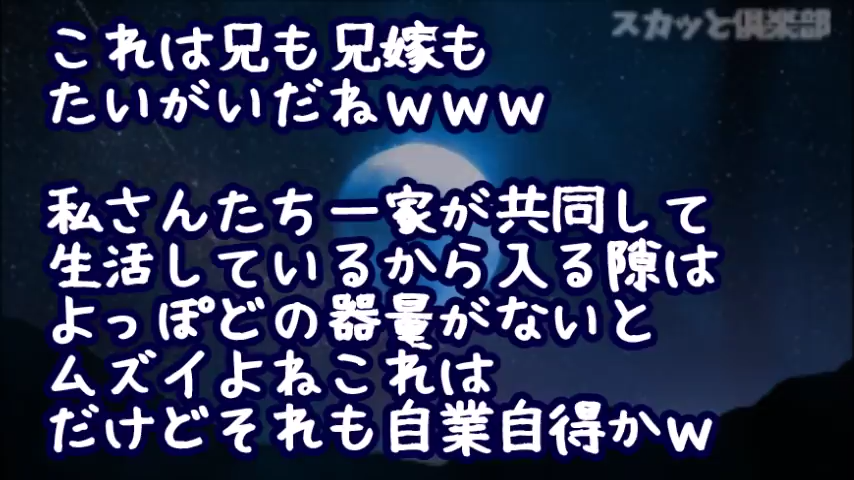 スカッと倶楽部
これは兄も兄嫁も
たいがいだねｗｗｗ
私さんたち一家が共同して
生活しているから入る隙は
よっぽどの器量がないと
ムズイよねこれは
だけどそれも自業自得かｗ